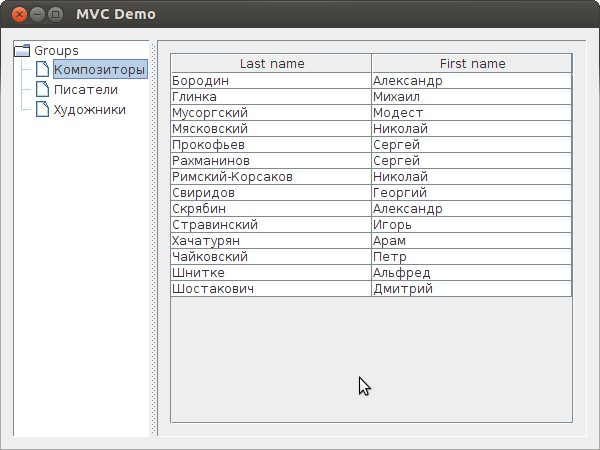 MVC Demo
Groups
Композиторы
Писатели
Художники
Last name First name
Бородин Александр
Глинка Михаил
Мусоргский Модест
Мясковский Николай
Прокофьев Сергей
Рахманинов Сергей
Римский-Корсаков Николай
Свиридов Георгий
Скрябин Александр
Стравинский Игорь
Хачатурян Арам
Чайковский Петр
Шнитке Альфред
Шостакович Дмитрий